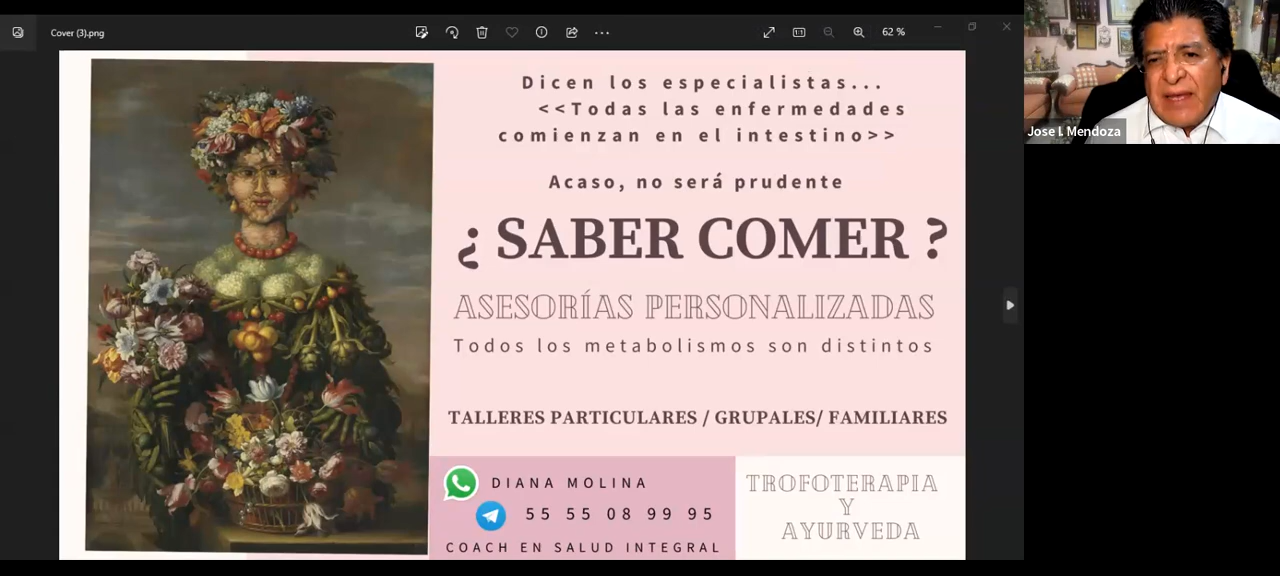 Cover (3).png
62 %
Dicen los especialistas...
<<Todas las enfermedades
comienzan en el intestino>>
Acaso, no será prudente
¿ SABER COMER ?
ASESORÍAS PERSONALIZADAS
Todos los metabolismos son distintos
TALLERES PARTICULARES / GRUPALES/ FAMILIARES
DIANA MOLINA
55 55 08 99 95
COACH EN SALUD INTEGRAL
TROFOTERAPIA
Y
AYURVEDA
Jose I. Mendoza